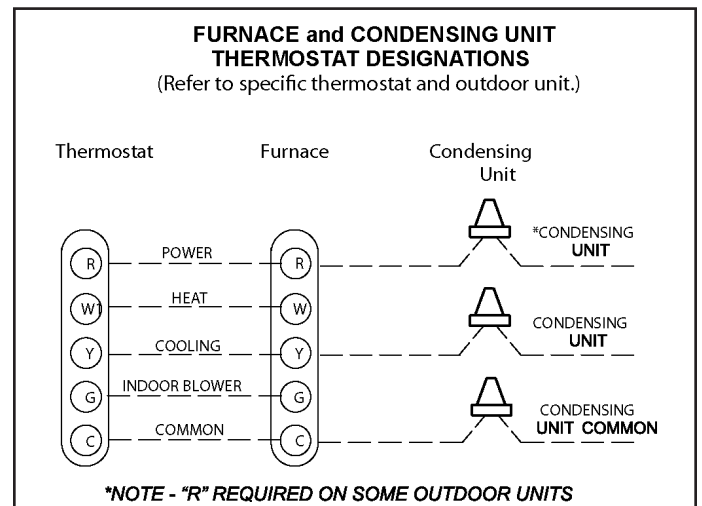 FURNACE and CONDENSING UNIT
THERMOSTAT DESIGNATIONS
(Refer to specific thermostat and outdoor unit.)
Thermostat
Furnace
Condensing
Unit
R
POWER
R
*CONDENSING
UNIT
W1
HEAT
W
Y
COOLING
Y
CONDENSING
UNIT
G
INDOOR BLOWER
G
C
COMMON
C
CONDENSING
UNIT COMMON
*NOTE - "R" REQUIRED ON SOME OUTDOOR UNITS